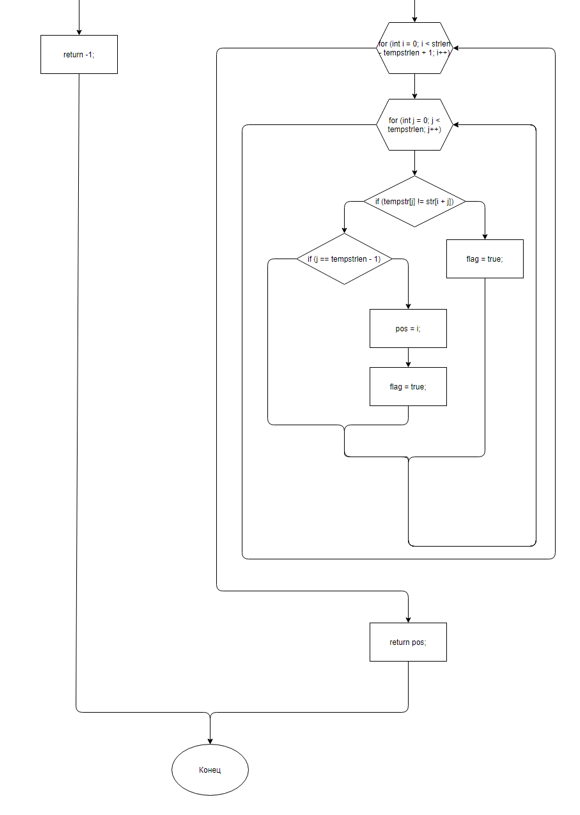 for (int i = 0; i < strlen
- tempstrlen + 1; i++)
return -1;
for (int j = 0; j <
tempstrlen; j++)
if (tempstr[j] != str[i + j])
if (j == tempstrlen - 1)
flag = true;
pos = i;
flag = true;
return pos;
Конец